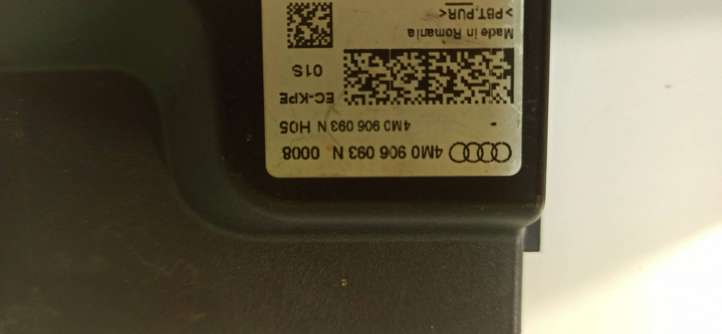 4M0 906 093 N 0008
4M0 906 093 N H05
EC-KPE
01S
Made in Romania
>PBT,PUR<